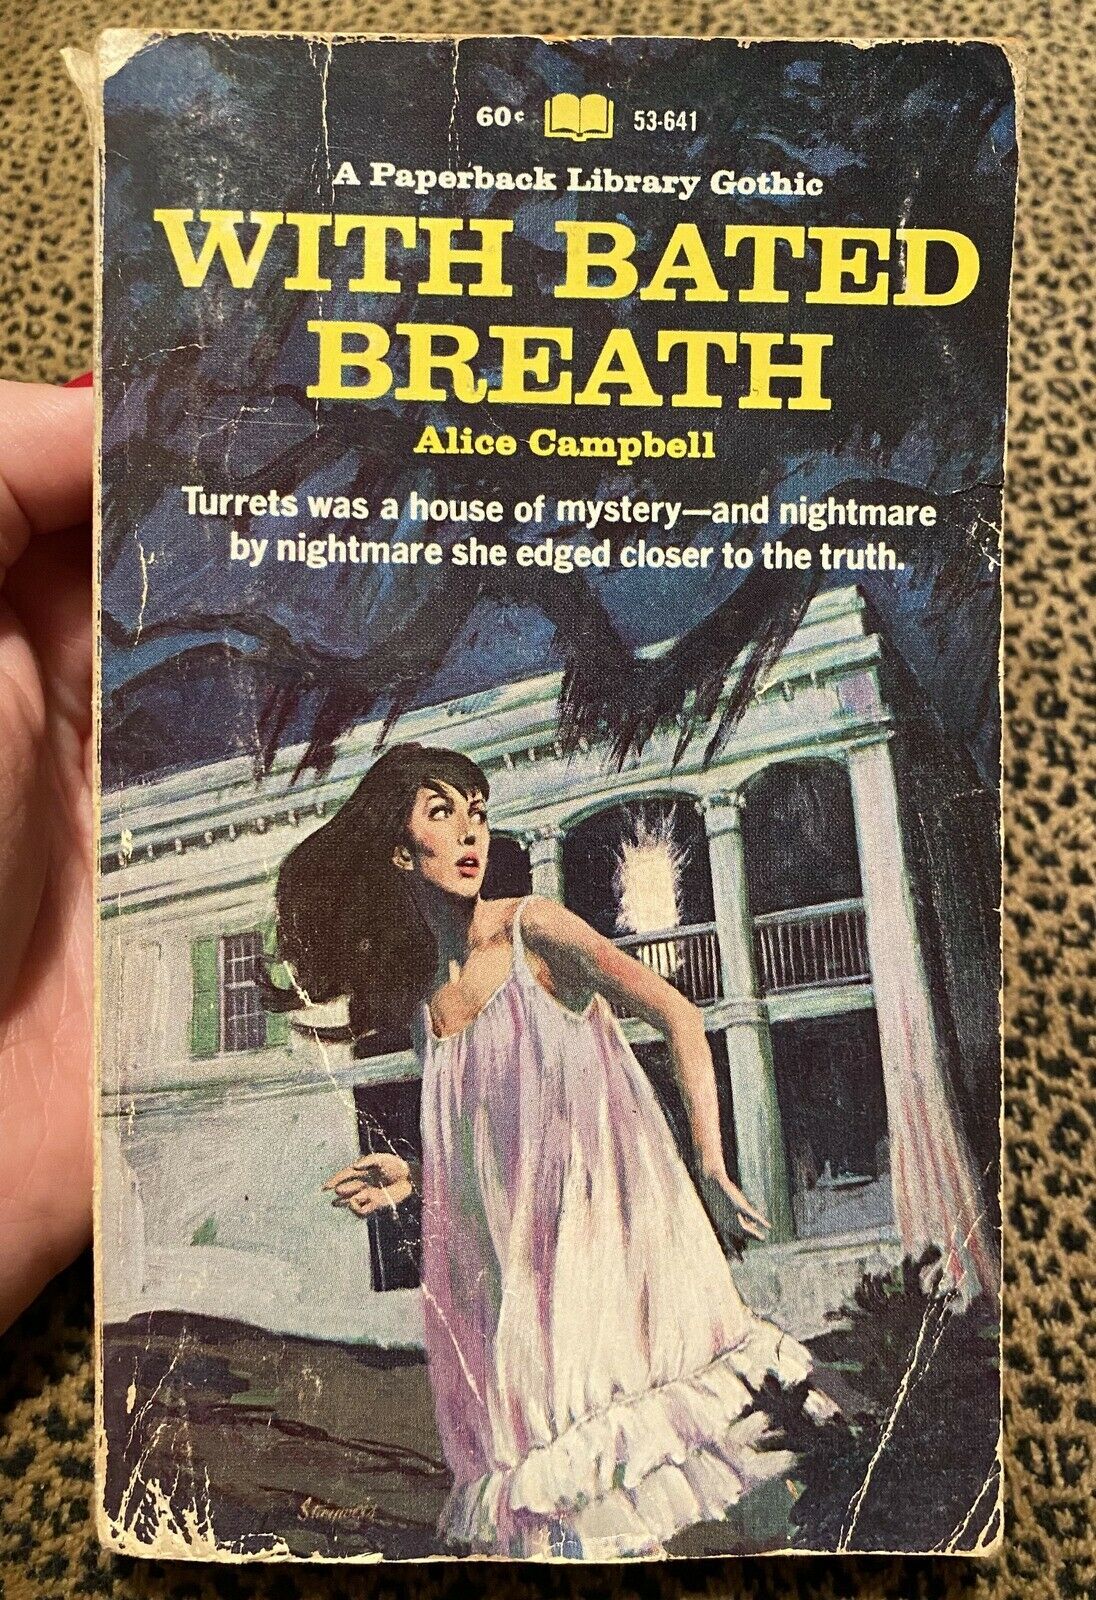 60¢ 53-641
A Paperback Library Gothic
WITH BATED
BREATH
Alice Campbell
Turrets was a house of mystery—and nightmare
by nightmare she edged closer to the truth.